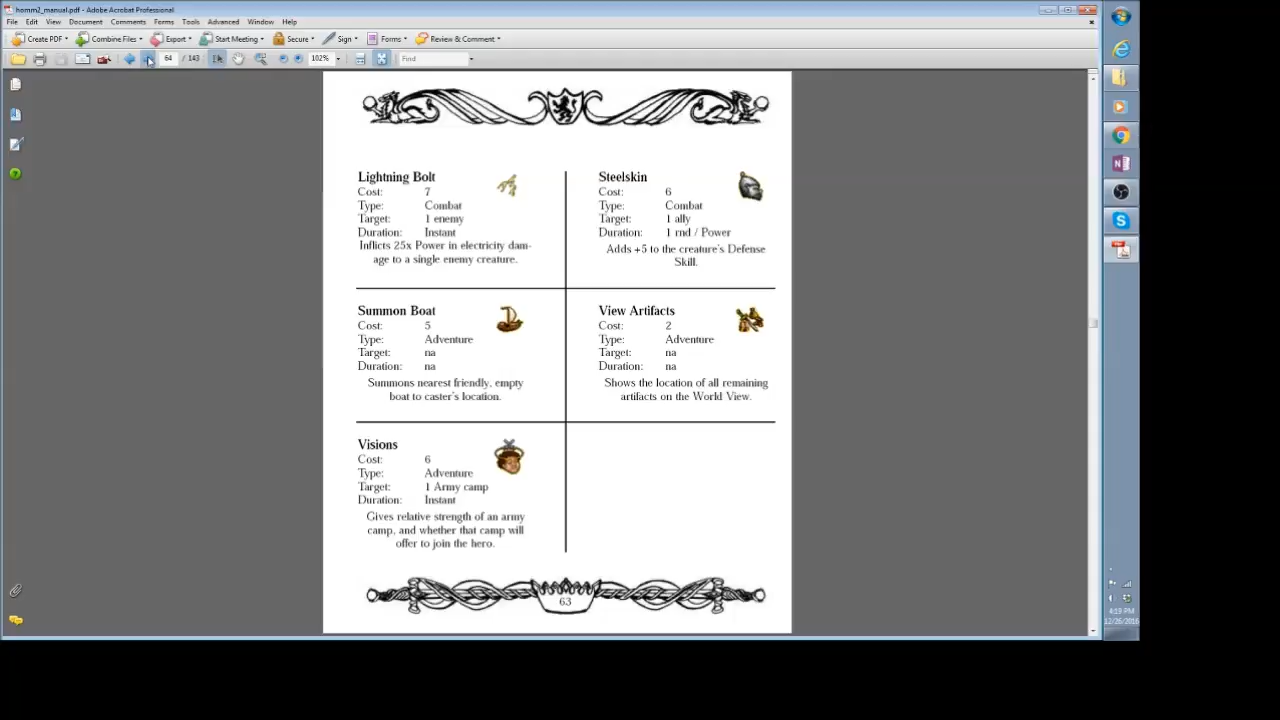 homm2_manual.pdf - Adobe Acrobat Professional
File Edit View Document Comments Forms Tools Advanced Window Help
Create PDF Combine Files Export Start Meeting Secure Sign Forms Review & Comment
64 / 143 102% Find
Lightning Bolt
Cost: 7
Type: Combat
Target: 1 enemy
Duration: Instant
Inflicts 25x Power in electricity dam-
age to a single enemy creature.
Steelskin
Cost: 6
Type: Combat
Target: 1 ally
Duration: 1 rnd / Power
Adds +5 to the creature's Defense
Skill.
Summon Boat
Cost: 5
Type: Adventure
Target: na
Duration: na
Summons nearest friendly, empty
boat to caster's location.
View Artifacts
Cost: 2
Type: Adventure
Target: na
Duration: na
Shows the location of all remaining
artifacts on the World View.
Visions
Cost: 6
Type: Adventure
Target: 1 Army camp
Duration: Instant
Gives relative strength of an army
camp, and whether that camp will
offer to join the hero.
63
4:19 PM